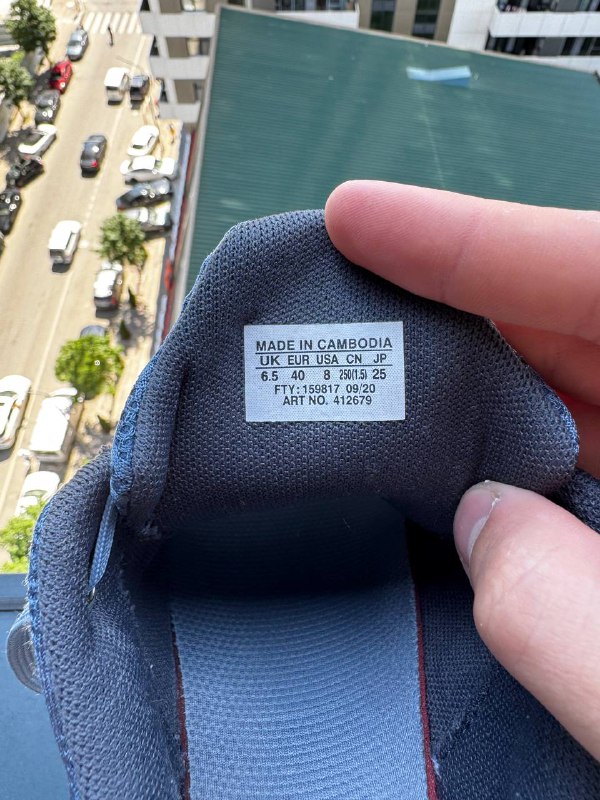 MADE IN CAMBODIA
UK EUR USA CN JP
6.5 40 8 250(1.5) 25
FTY: 159817 09/20
ART NO. 412679